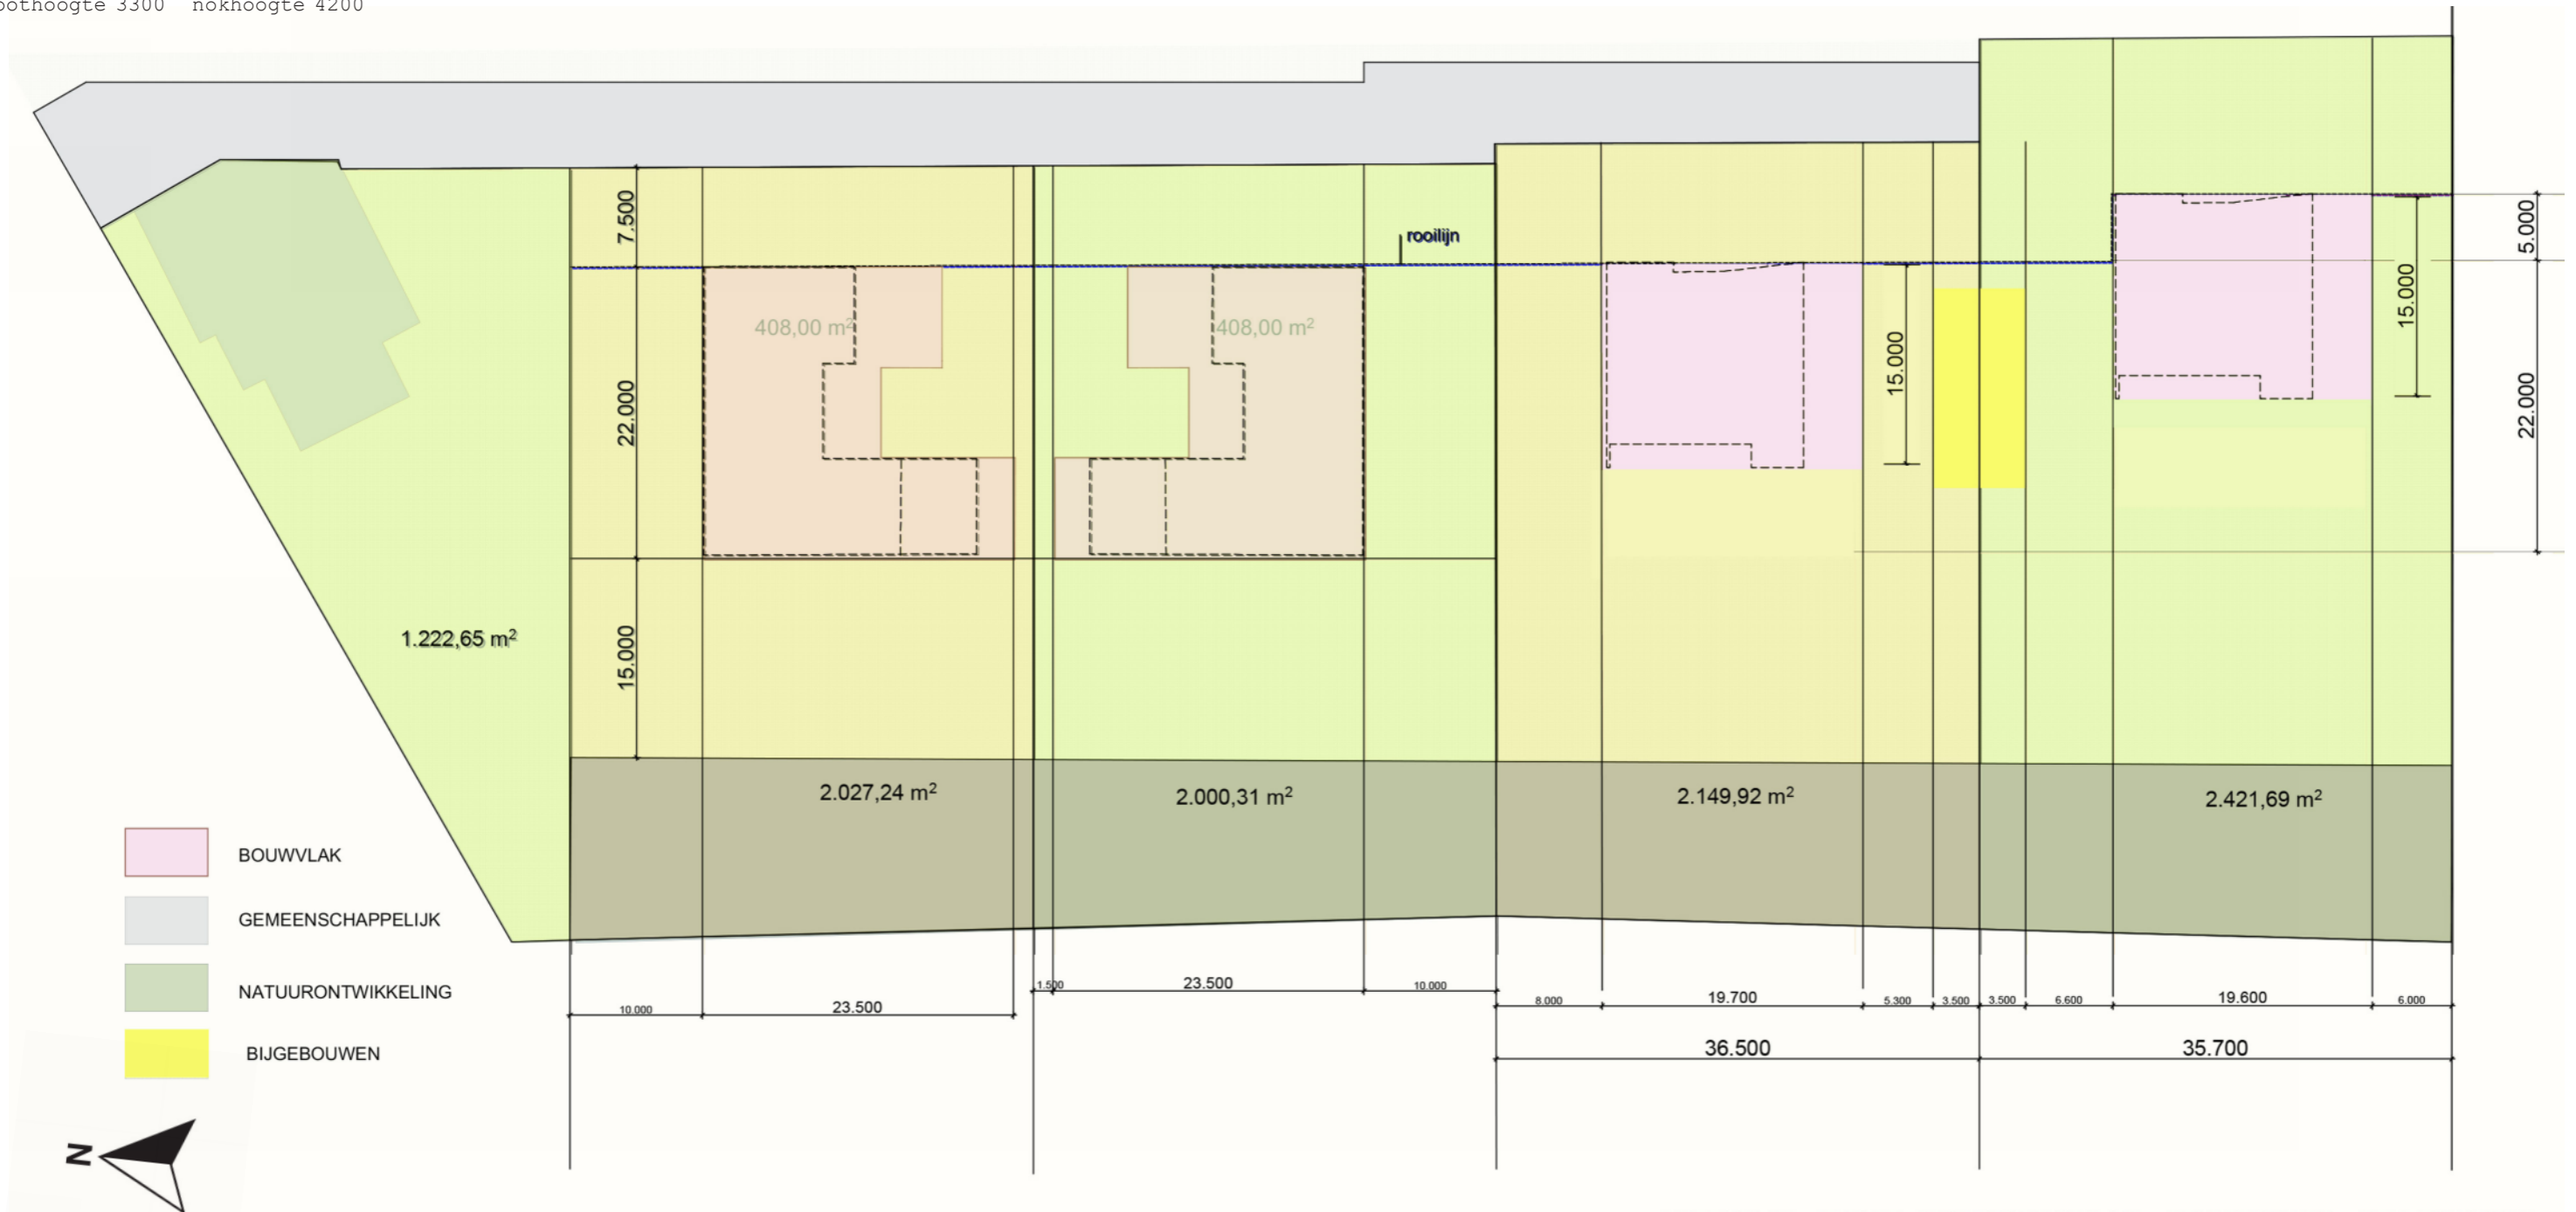 nokhoogte 4200
3300
7.500
rooilijn
5.000
15.000
408,00 m²
408,00 m²
15.000
22.000
22.000
1.222,65 m²
15.000
2.027,24 m²
2.000,31 m²
2.149,92 m²
2.421,69 m²
BOUWVLAK
GEMEENSCHAPPELIJK
NATUURONTWIKKELING
BIJGEBOUWEN
10.000
23.500
1.500
23.500
10.000
8.000
19.700
5.300
3.500
3.500
6.600
19.600
6.000
36.500
35.700
N